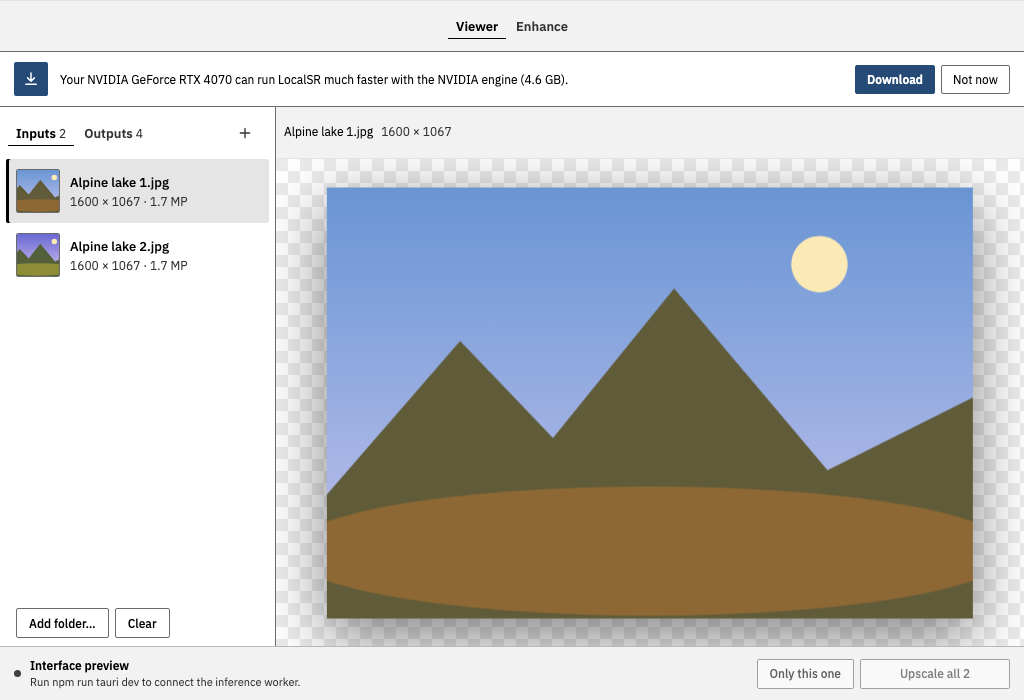 Viewer Enhance
Your NVIDIA GeForce RTX 4070 can run LocalSR much faster with the NVIDIA engine (4.6 GB).
Download Not now
Inputs 2 Outputs 4 +
Alpine lake 1.jpg 1600 × 1067
Alpine lake 1.jpg
1600 × 1067 · 1.7 MP
Alpine lake 2.jpg
1600 × 1067 · 1.7 MP
Add folder... Clear
Interface preview
Run npm run tauri dev to connect the inference worker.
Only this one Upscale all 2